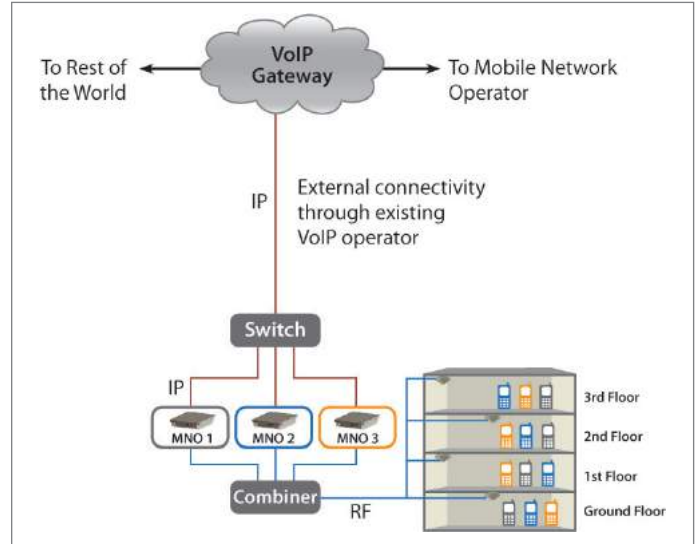 VoIP
Gateway
To Rest of
the World
To Mobile Network
Operator
IP
External connectivity
through existing
VoIP operator
Switch
IP
MNO 1
MNO 2
MNO 3
Combiner
RF
3rd Floor
2nd Floor
1st Floor
Ground Floor